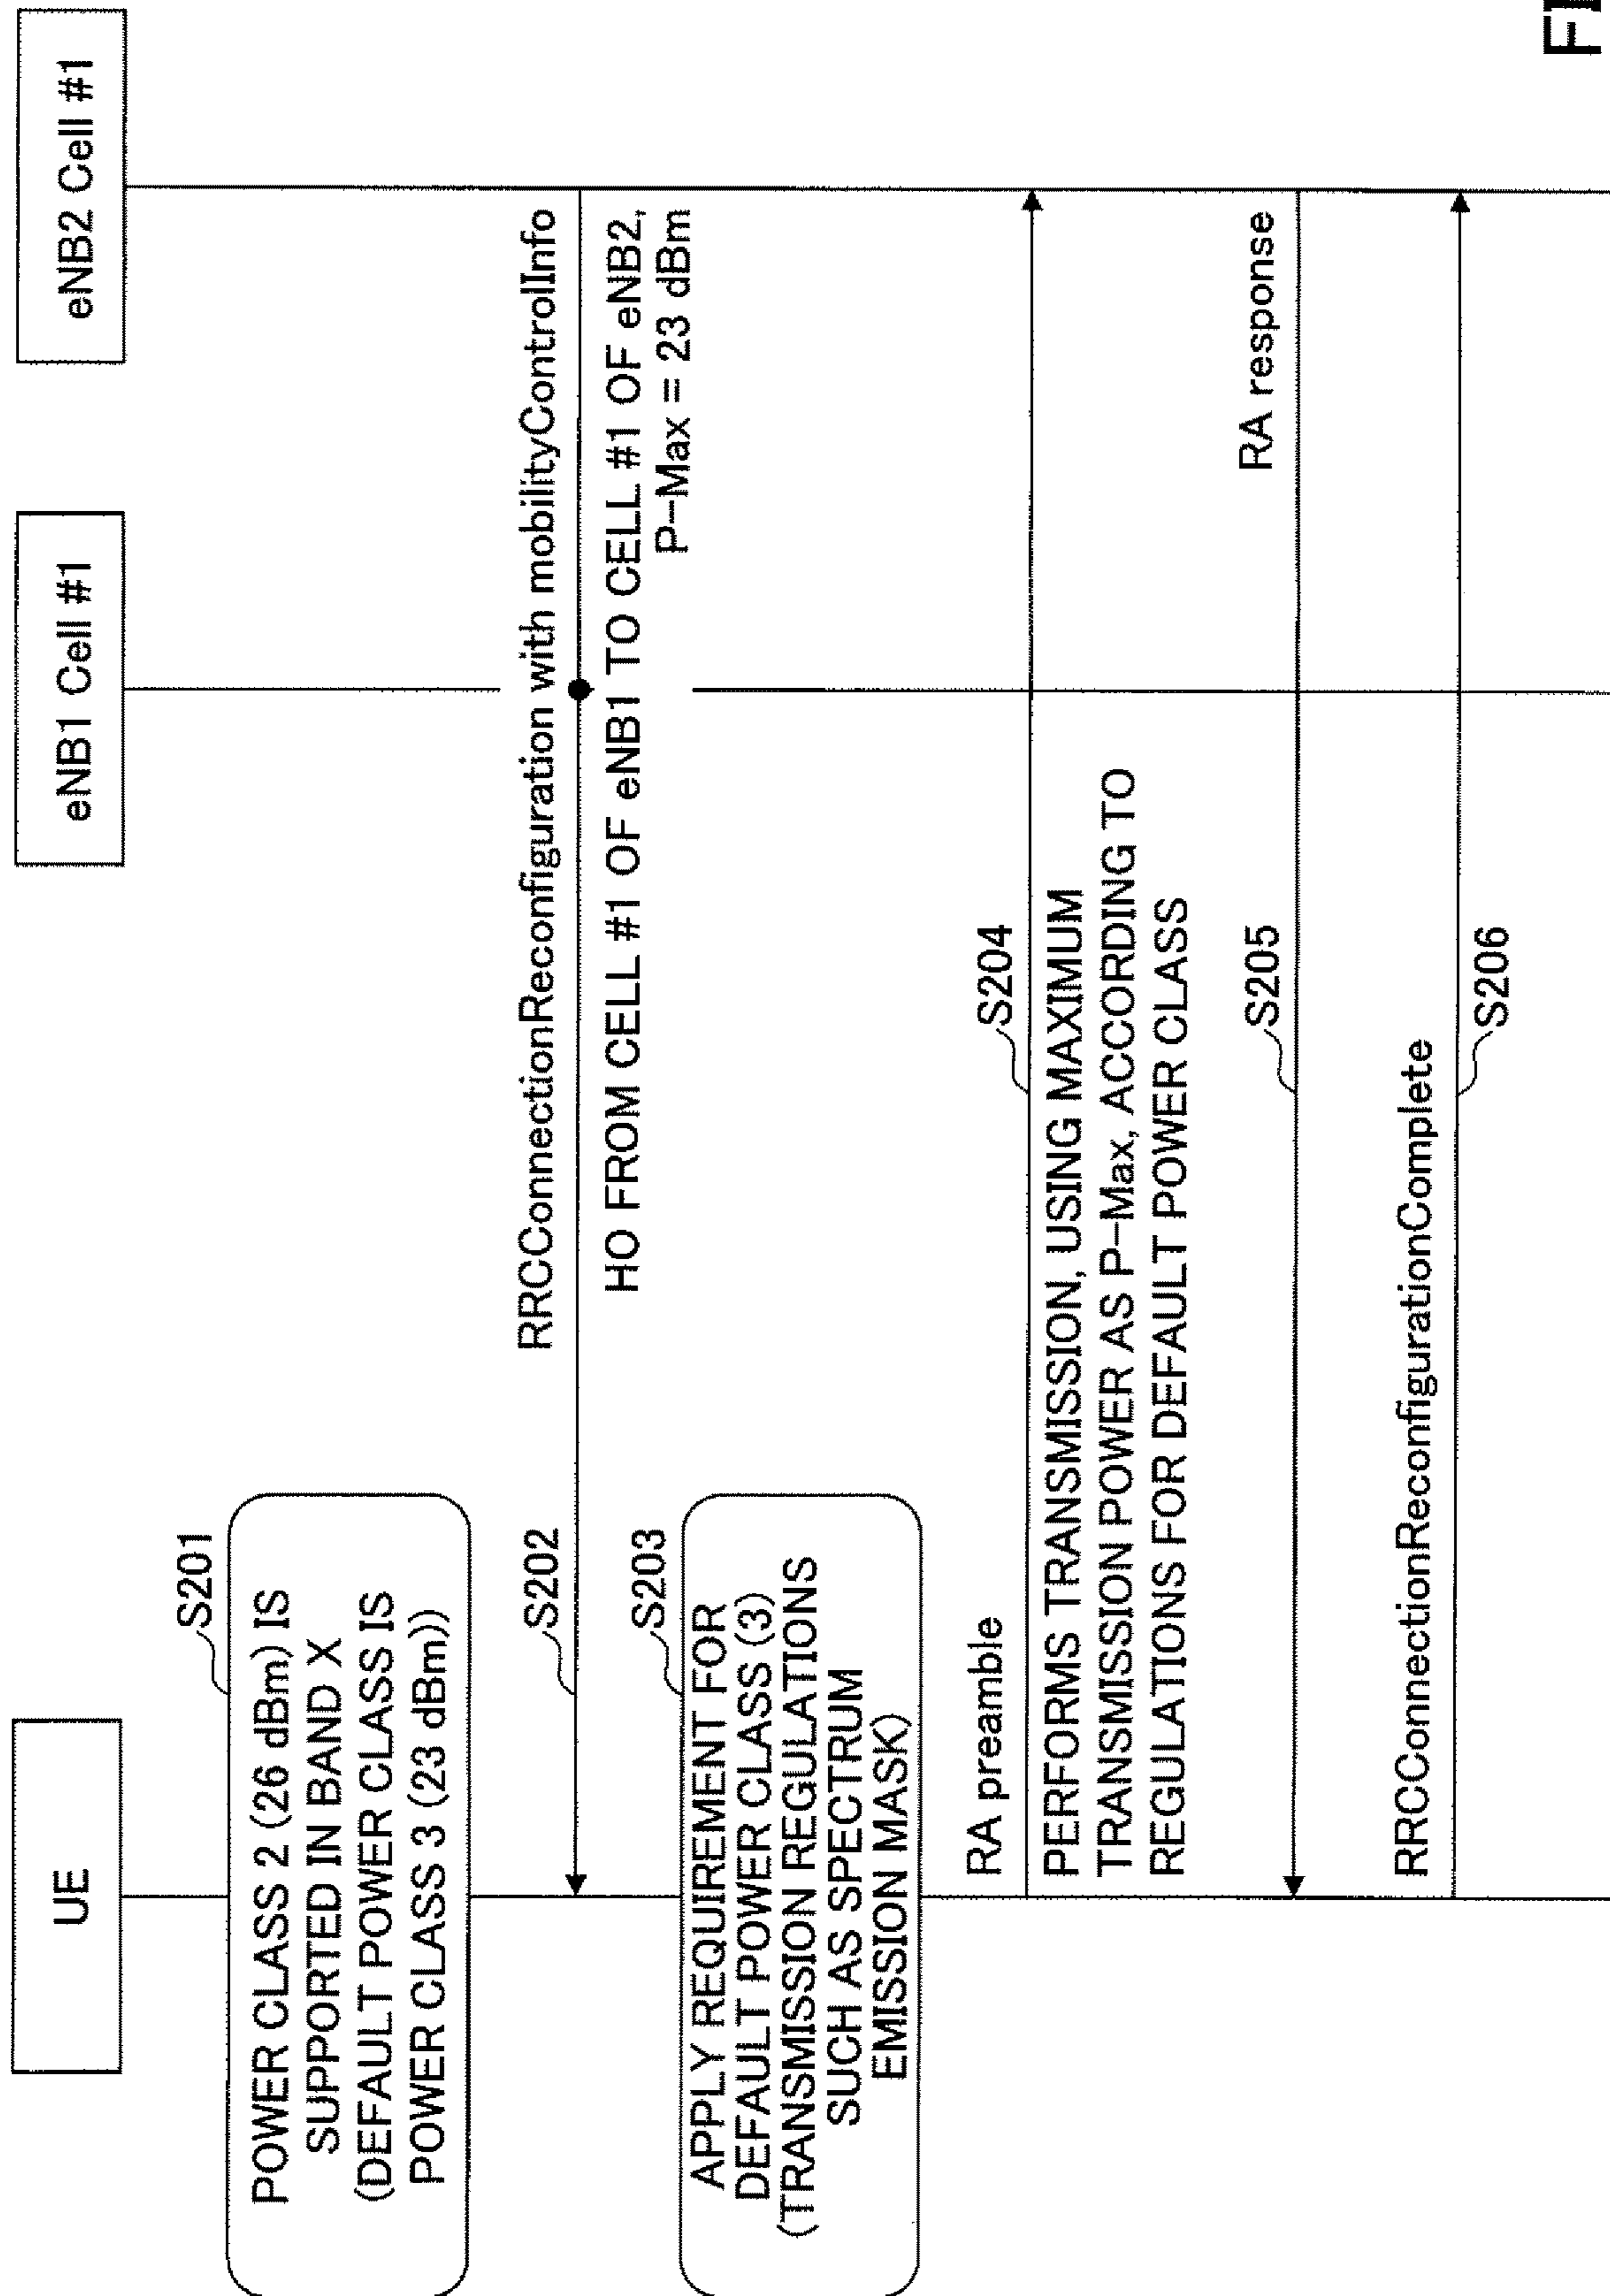 UE
eNB1 Cell #1
eNB2 Cell #1
S201
POWER CLASS 2 (26 dBm) IS
SUPPORTED IN BAND X
(DEFAULT POWER CLASS IS
POWER CLASS 3 (23 dBm))
RRCConnectionReconfiguration with mobilityControlInfo
S202
HO FROM CELL #1 OF eNB1 TO CELL #1 OF eNB2,
P-Max = 23 dBm
S203
APPLY REQUIREMENT FOR
DEFAULT POWER CLASS (3)
(TRANSMISSION REGULATIONS
SUCH AS SPECTRUM
EMISSION MASK)
RA preamble
S204
PERFORMS TRANSMISSION, USING MAXIMUM
TRANSMISSION POWER AS P-Max, ACCORDING TO
REGULATIONS FOR DEFAULT POWER CLASS
S205
RA response
RRCConnectionReconfigurationComplete
S206